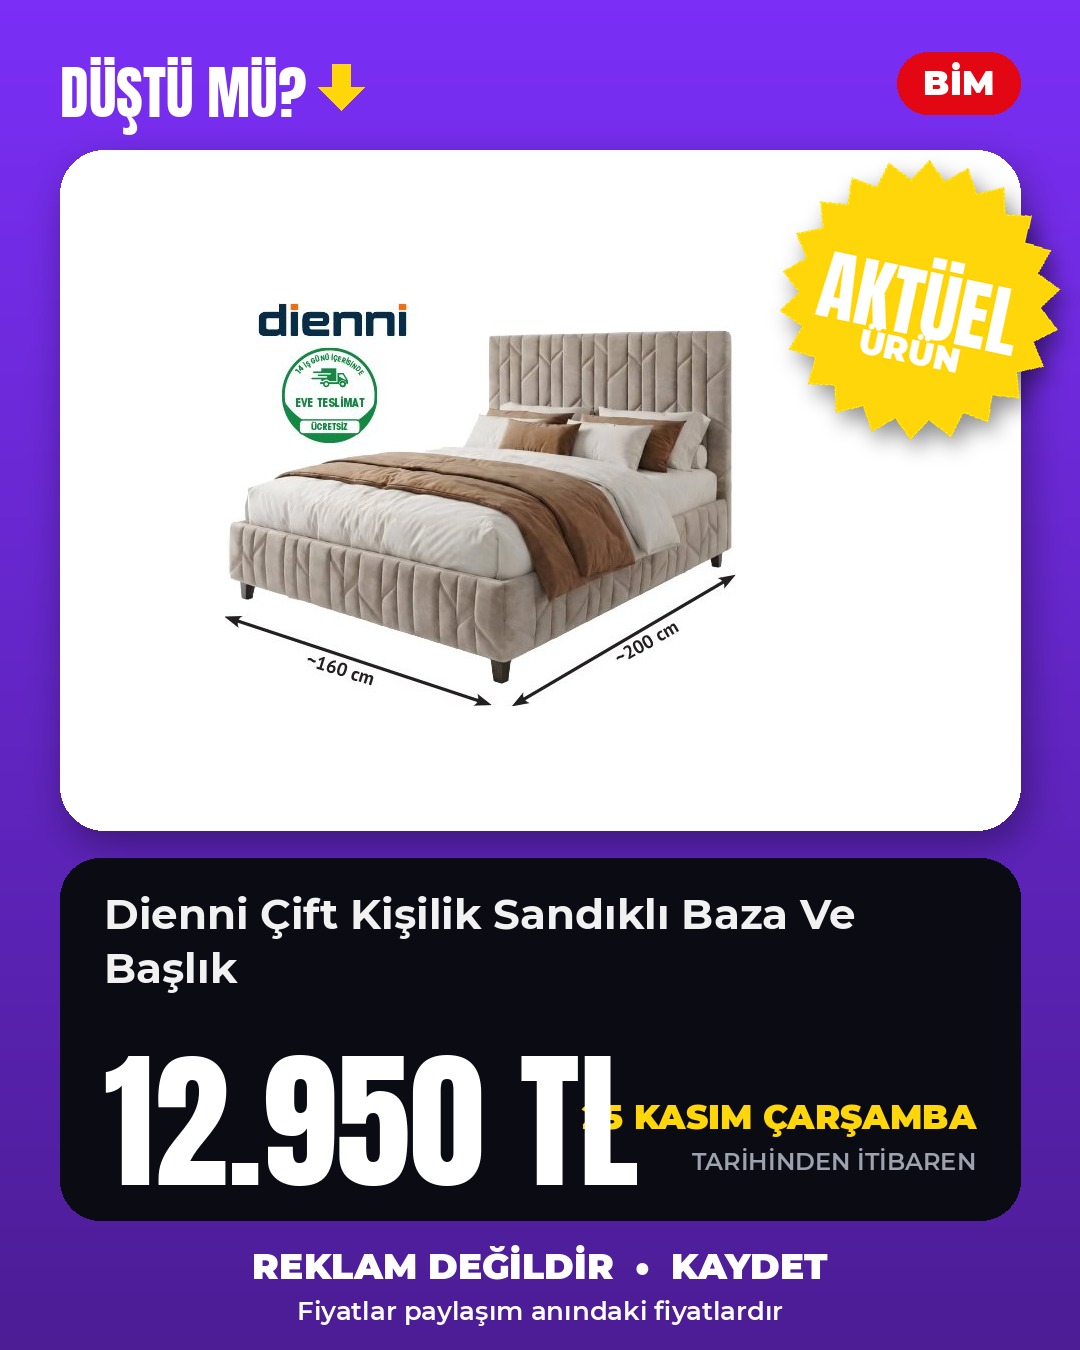 DÜŞTÜ MÜ?
BİM
AKTÜEL
ÜRÜN
dienni
14 İŞ GÜNÜ İÇERİSİNDE
EVE TESLİMAT
ÜCRETSİZ
~160 cm
~200 cm
Dienni Çift Kişilik Sandıklı Baza Ve
Başlık
12.950 TL
KASIM ÇARŞAMBA
TARİHİNDEN İTİBAREN
REKLAM DEĞİLDİR • KAYDET
Fiyatlar paylaşım anındaki fiyatlardır